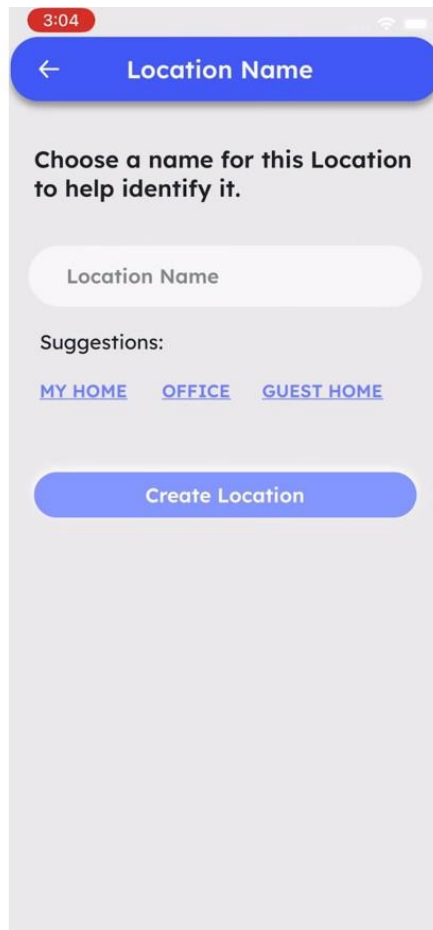 3:04
Location Name
Choose a name for this Location
to help identify it.
Location Name
Suggestions:
MY HOME OFFICE GUEST HOME
Create Location